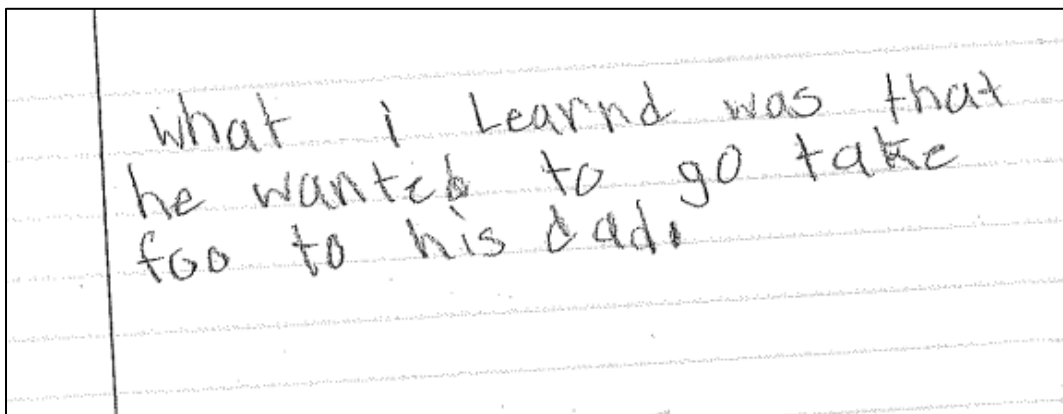 what i Learnd was that
he wanted to go take
foo to his dad.